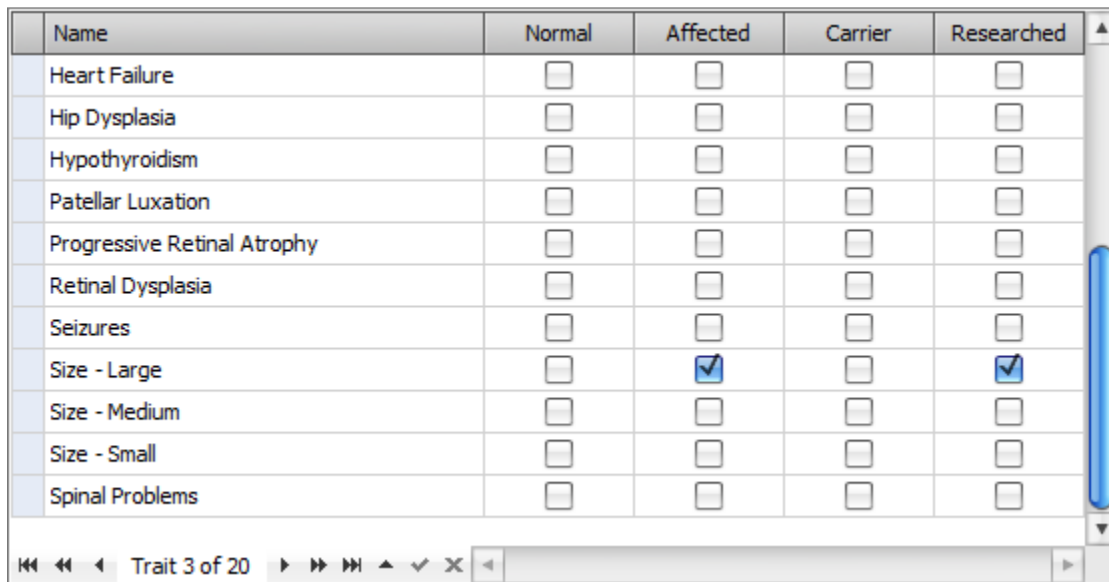 Name Normal Affected Carrier Researched
Heart Failure
Hip Dysplasia
Hypothyroidism
Patellar Luxation
Progressive Retinal Atrophy
Retinal Dysplasia
Seizures
Size - Large
Size - Medium
Size - Small
Spinal Problems
Trait 3 of 20